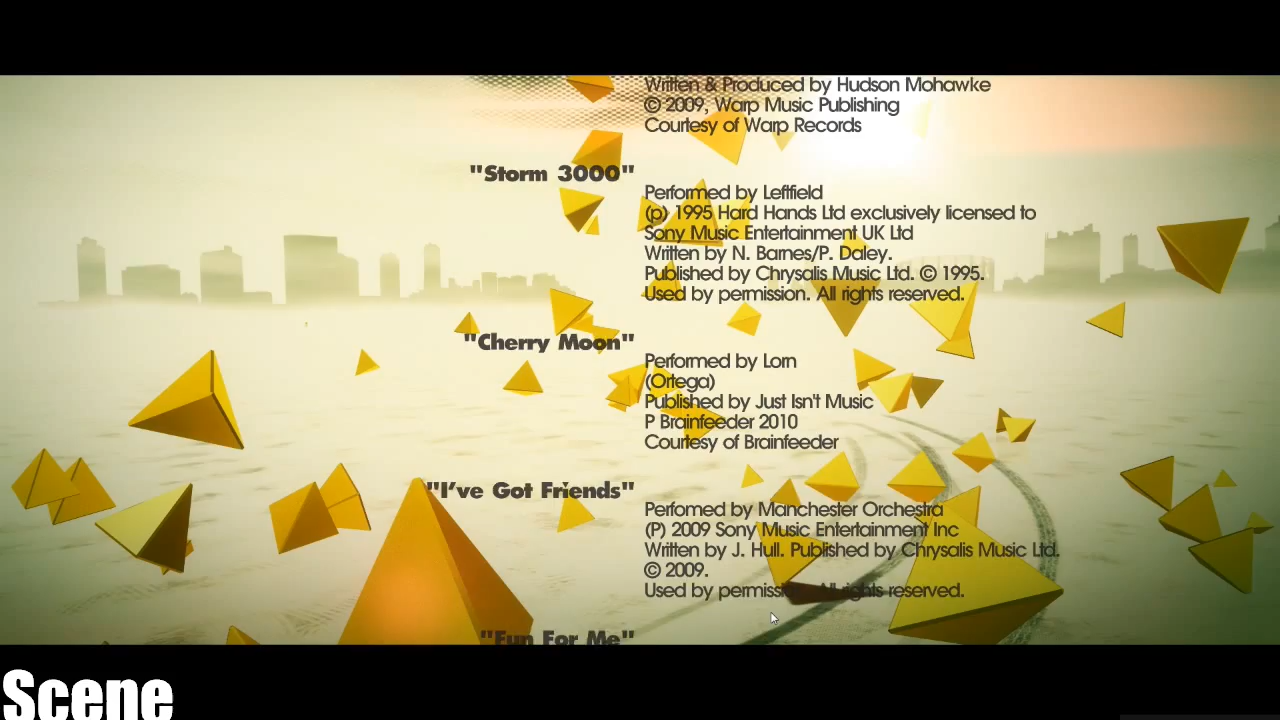 Written & Produced by Hudson Mohawke
© 2009, Warp Music Publishing
Courtesy of Warp Records
"Storm 3000"
Performed by Leftfield
(p) 1995 Hard Hands Ltd exclusively licensed to
Sony Music Entertainment UK Ltd
Written by N. Barnes/P. Daley.
Published by Chrysalis Music Ltd. © 1995.
Used by permission. All rights reserved.
"Cherry Moon"
Performed by Lorn
(Ortega)
Published by Just Isn't Music
P Brainfeeder 2010
Courtesy of Brainfeeder
"I've Got Friends"
Perfomed by Manchester Orchestra
(P) 2009 Sony Music Entertainment Inc
Written by J. Hull. Published by Chrysalis Music Ltd.
© 2009.
Used by permission. All rights reserved.
"Fun For Me"
Scene